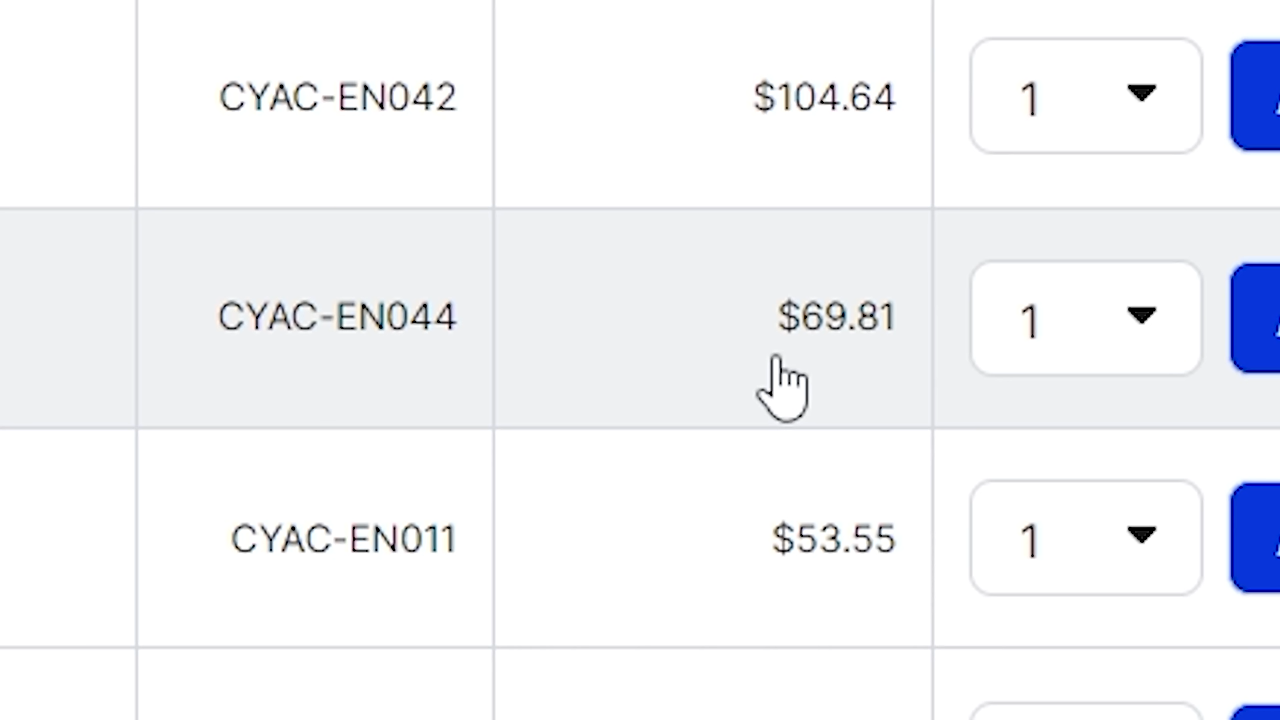 CYAC-EN042 $104.64 1
CYAC-EN044 $69.81 1
CYAC-EN011 $53.55 1